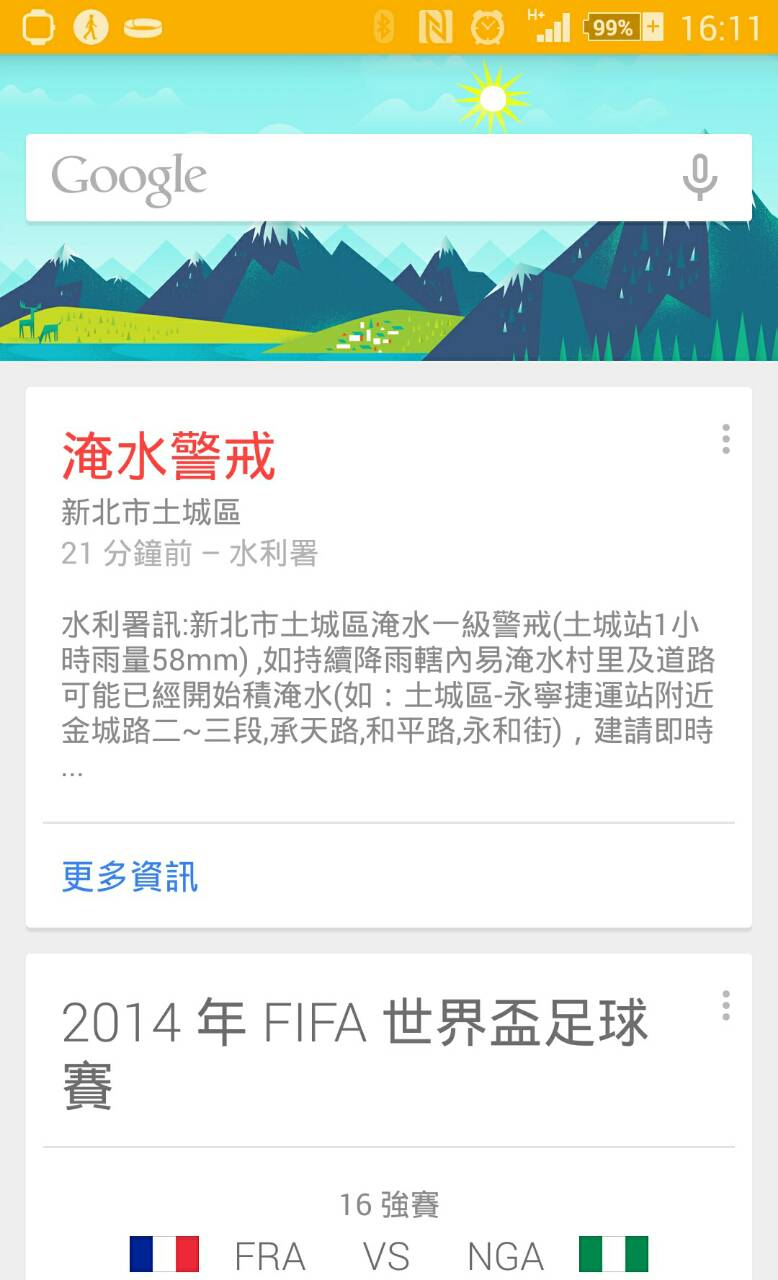 H+
99%
16:11
Google
淹水警戒
新北市土城區
21 分鐘前 – 水利署
水利署訊:新北市土城區淹水一級警戒(土城站1小
時雨量58mm) ,如持續降雨轄內易淹水村里及道路
可能已經開始積淹水(如：土城區-永寧捷運站附近
金城路二~三段,承天路,和平路,永和街)，建請即時
...
更多資訊
2014 年 FIFA 世界盃足球
賽
16 強賽
FRA VS NGA